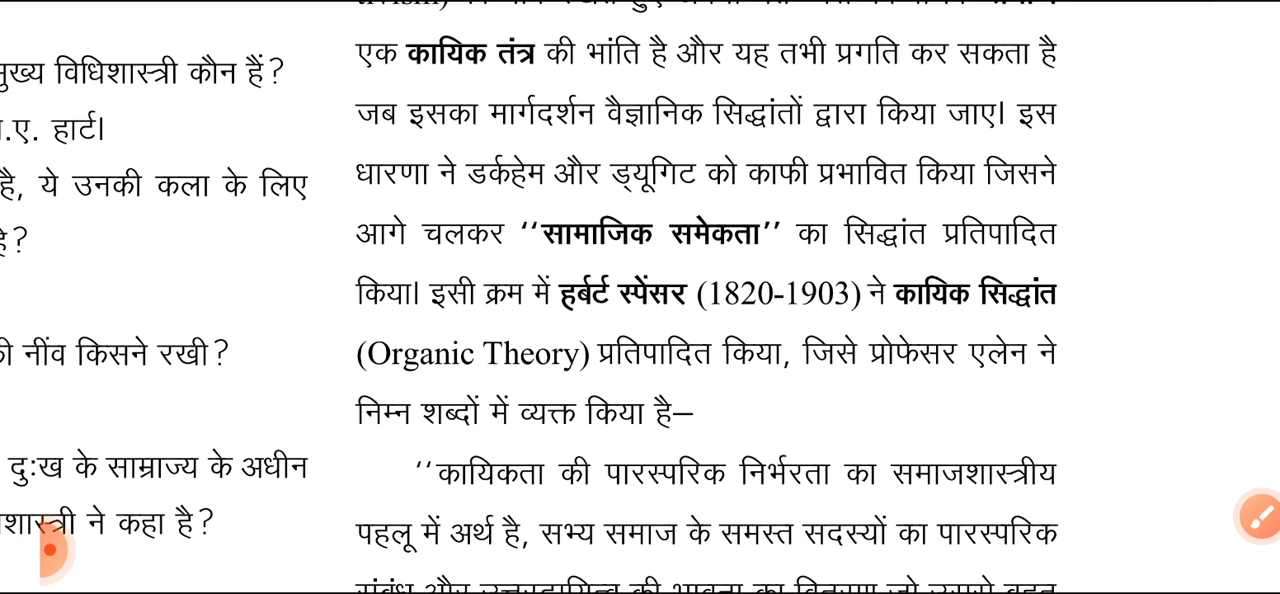 मुख्य विधिशास्त्री कौन हैं?
.ए. हार्ट।
है, ये उनकी कला के लिए
है?
नींव किसने रखी?
दुःख के साम्राज्य के अधीन
ने कहा है?
एक कायिक तंत्र की भांति है और यह तभी प्रगति कर सकता है
जब इसका मार्गदर्शन वैज्ञानिक सिद्धांतों द्वारा किया जाए। इस
धारणा ने डर्कहेम और ड्यूगिट को काफी प्रभावित किया जिसने
आगे चलकर ‘‘सामाजिक समेकता’’ का सिद्धांत प्रतिपादित
किया। इसी क्रम में हर्बर्ट स्पेंसर (1820-1903) ने कायिक सिद्धांत
(Organic Theory) प्रतिपादित किया, जिसे प्रोफेसर एलेन ने
निम्न शब्दों में व्यक्त किया है–
‘‘कायिकता की पारस्परिक निर्भरता का समाजशास्त्रीय
पहलू में अर्थ है, सभ्य समाज के समस्त सदस्यों का पारस्परिक